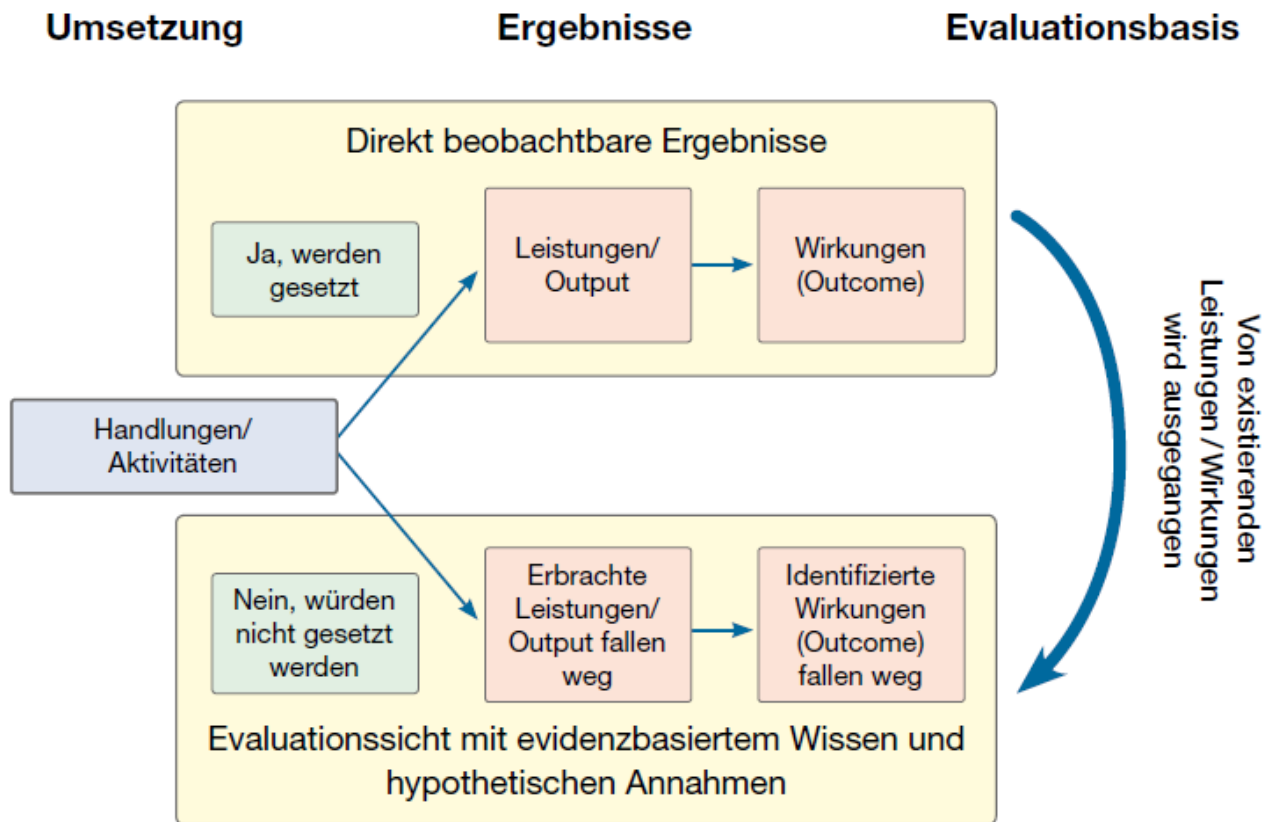 Umsetzung
Ergebnisse
Evaluationsbasis
Direkt beobachtbare Ergebnisse
Ja, werden
gesetzt
Leistungen/
Output
Wirkungen
(Outcome)
Handlungen/
Aktivitäten
Nein, würden
nicht gesetzt
werden
Erbrachte
Leistungen/
Output fallen
weg
Identifizierte
Wirkungen
(Outcome)
fallen weg
Evaluationssicht mit evidenzbasiertem Wissen und
hypothetischen Annahmen
Von existierenden
Leistungen / Wirkungen
wird ausgegangen